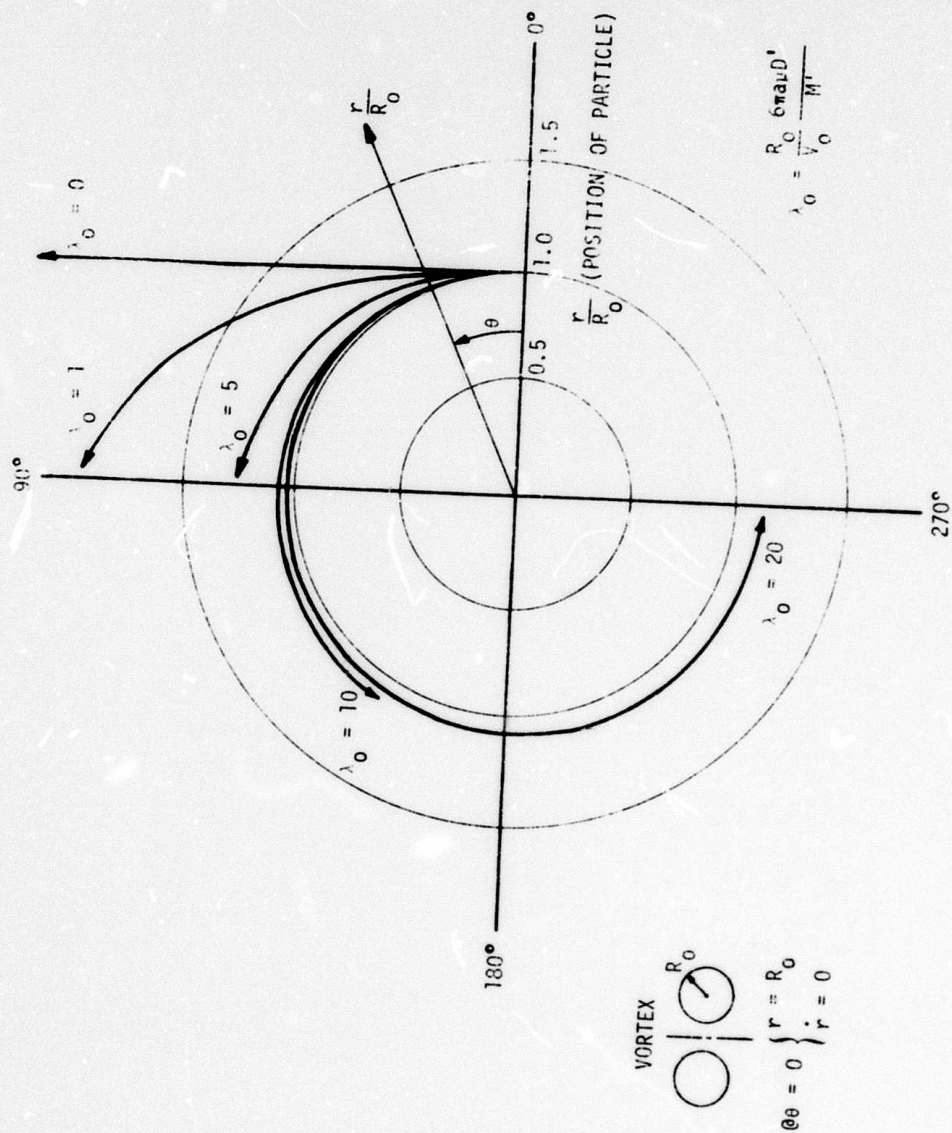 90°
λo = 0
0°
r/Ro
λo = 1
λo = 5
θ
0.5
1.0
1.5
r/Ro (POSITION OF PARTICLE)
λo = 10
λo = 20
180°
270°
λo = Ro/Vo 6πaμD'/M'
VORTEX
Ro
@θ = 0 { r = Ro
ṙ = 0